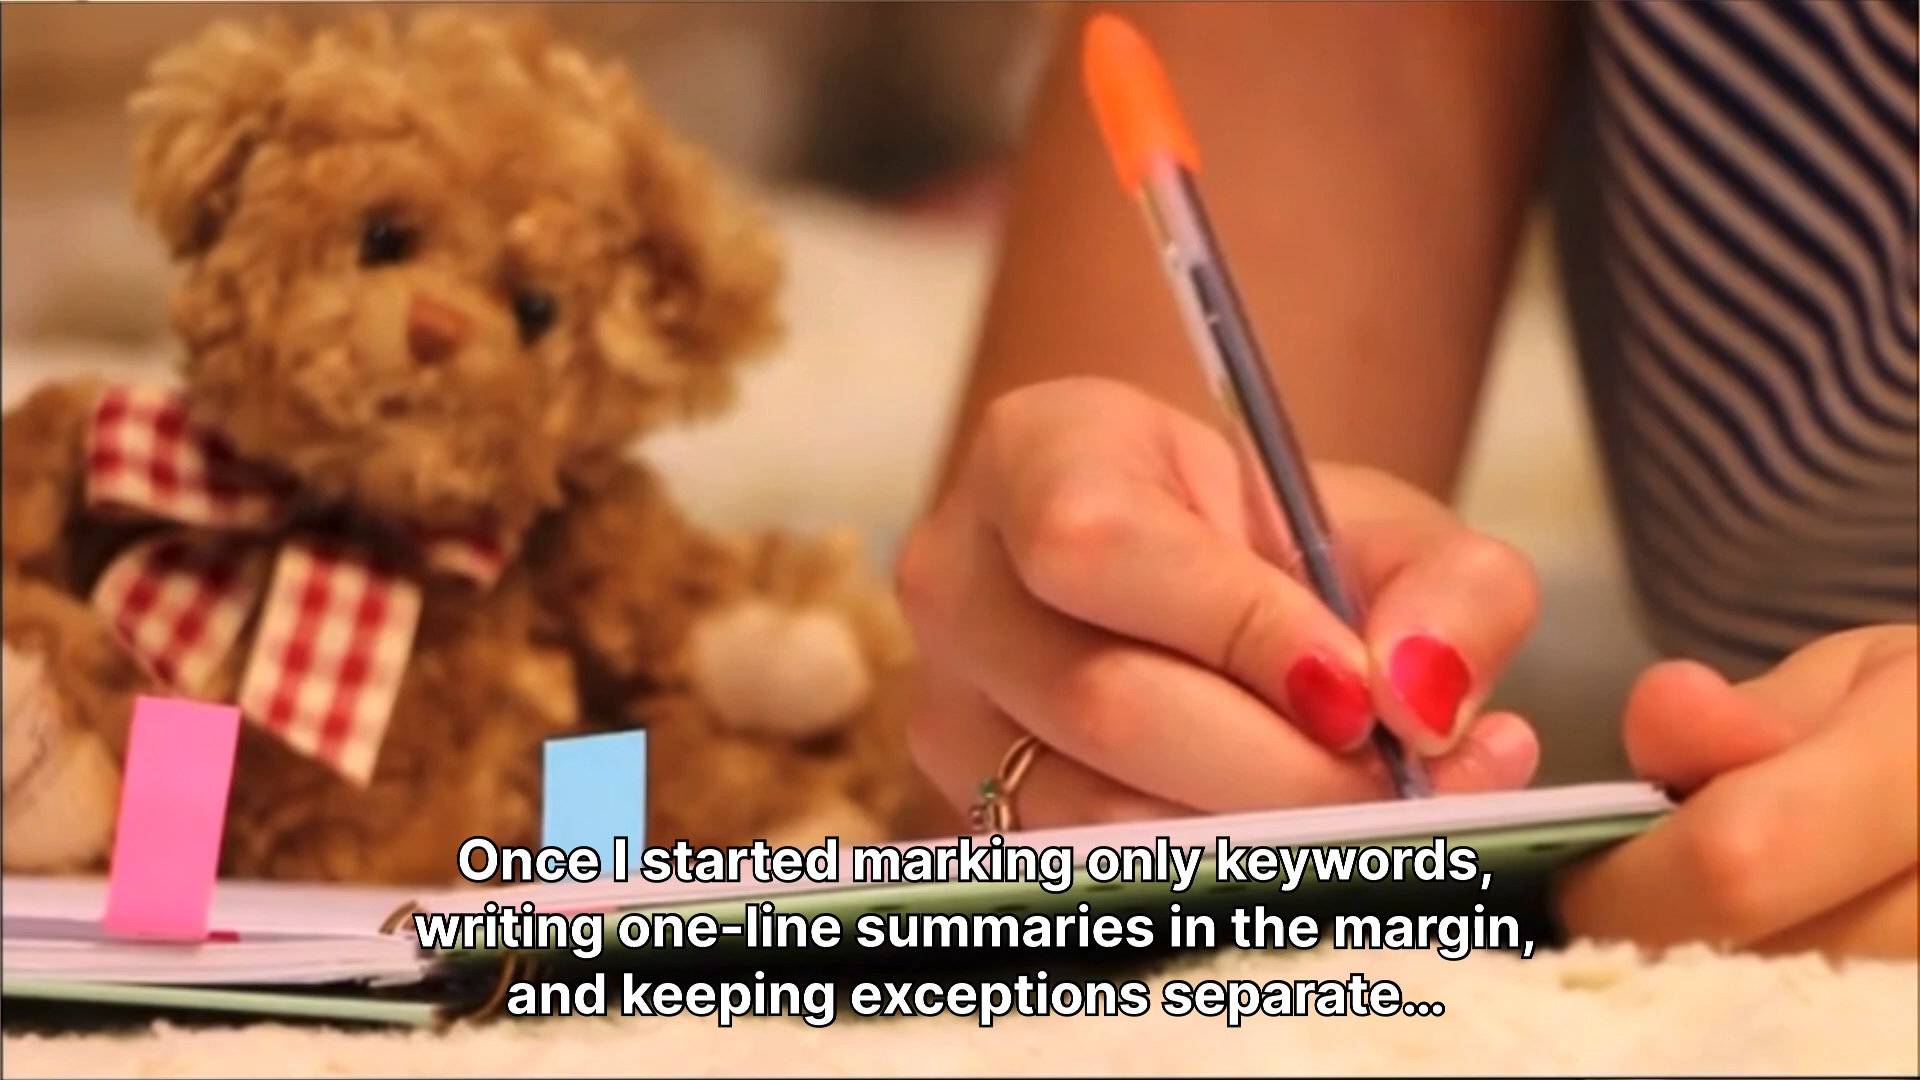 Once I started marking only keywords,
writing one-line summaries in the margin,
and keeping exceptions separate...